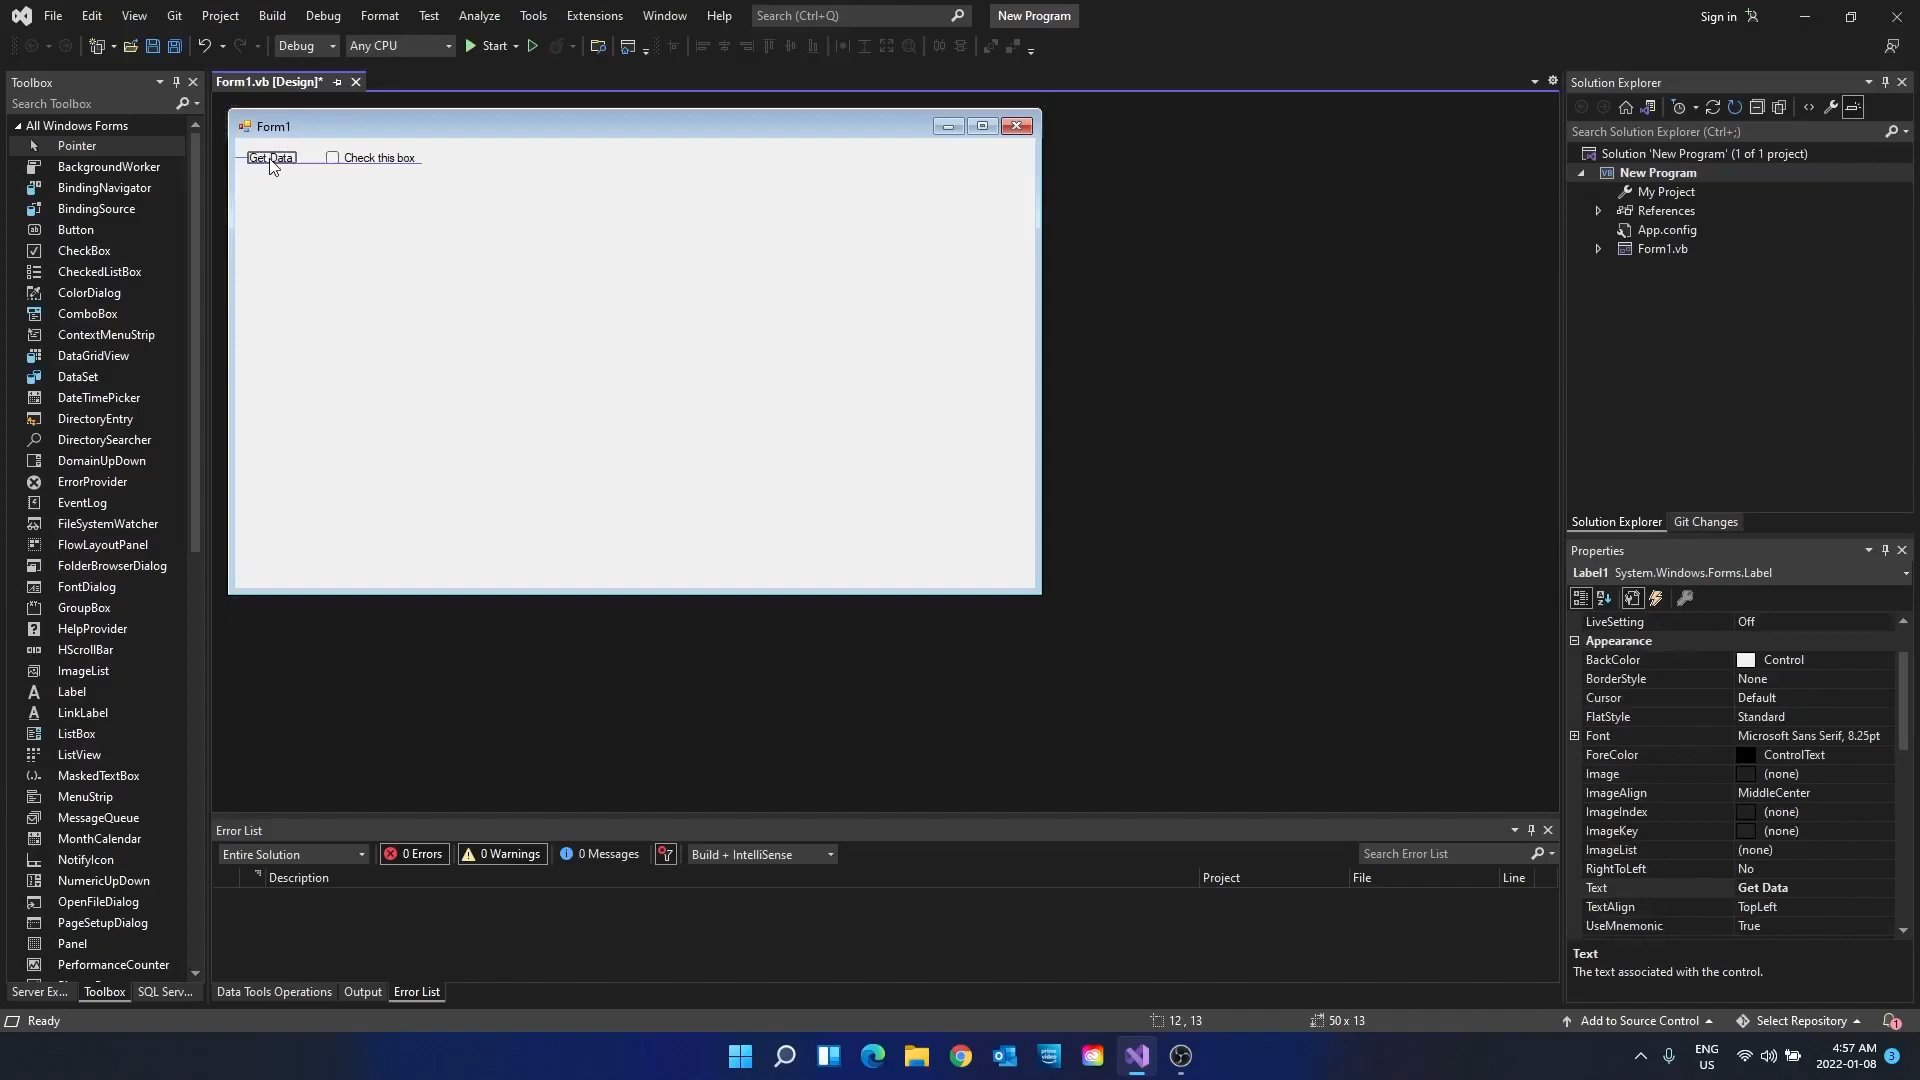 File Edit View Git Project Build Debug Format Test Analyze Tools Extensions Window Help Search (Ctrl+Q) New Program Sign in
Debug Any CPU Start
Toolbox
Search Toolbox
All Windows Forms
Pointer
BackgroundWorker
BindingNavigator
BindingSource
Button
CheckBox
CheckedListBox
ColorDialog
ComboBox
ContextMenuStrip
DataGridView
DataSet
DateTimePicker
DirectoryEntry
DirectorySearcher
DomainUpDown
ErrorProvider
EventLog
FileSystemWatcher
FlowLayoutPanel
FolderBrowserDialog
FontDialog
GroupBox
HelpProvider
HScrollBar
ImageList
Label
LinkLabel
ListBox
ListView
MaskedTextBox
MenuStrip
MessageQueue
MonthCalendar
NotifyIcon
NumericUpDown
OpenFileDialog
PageSetupDialog
Panel
PerformanceCounter
Server Ex... Toolbox SQL Serv...
Form1.vb [Design]*
Form1
Get Data Check this box
Error List
Entire Solution 0 Errors 0 Warnings 0 Messages Build + IntelliSense Search Error List
Description Project File Line
Data Tools Operations Output Error List
Solution Explorer
Search Solution Explorer (Ctrl+;)
Solution 'New Program' (1 of 1 project)
VB New Program
My Project
References
App.config
Form1.vb
Solution Explorer Git Changes
Properties
Label1 System.Windows.Forms.Label
LiveSetting Off
Appearance
BackColor Control
BorderStyle None
Cursor Default
FlatStyle Standard
Font Microsoft Sans Serif, 8.25pt
ForeColor ControlText
Image (none)
ImageAlign MiddleCenter
ImageIndex (none)
ImageKey (none)
ImageList (none)
RightToLeft No
Text Get Data
TextAlign TopLeft
UseMnemonic True
Text
The text associated with the control.
Ready 12 , 13 50 x 13 Add to Source Control Select Repository 1
prime video
ENG
US
4:57 AM
2022-01-08
3